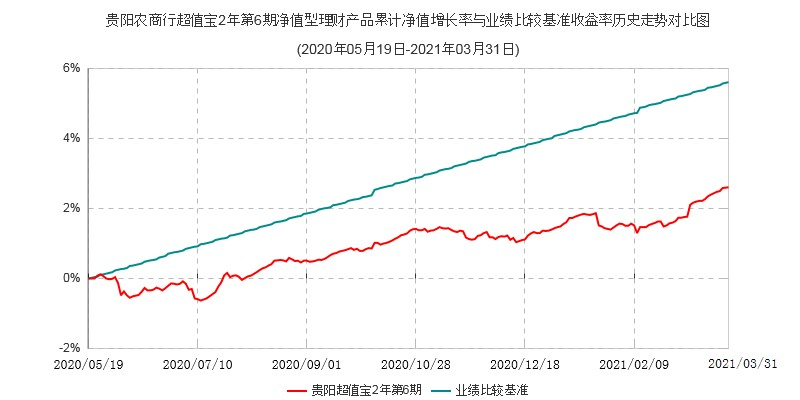 贵阳农商行超值宝2年第6期净值型理财产品累计净值增长率与业绩比较基准收益率历史走势对比图
(2020年05月19日-2021年03月31日)
6%
4%
2%
0%
-2%
2020/05/19 2020/07/10 2020/09/01 2020/10/28 2020/12/18 2021/02/09 2021/03/31
贵阳超值宝2年第6期 业绩比较基准